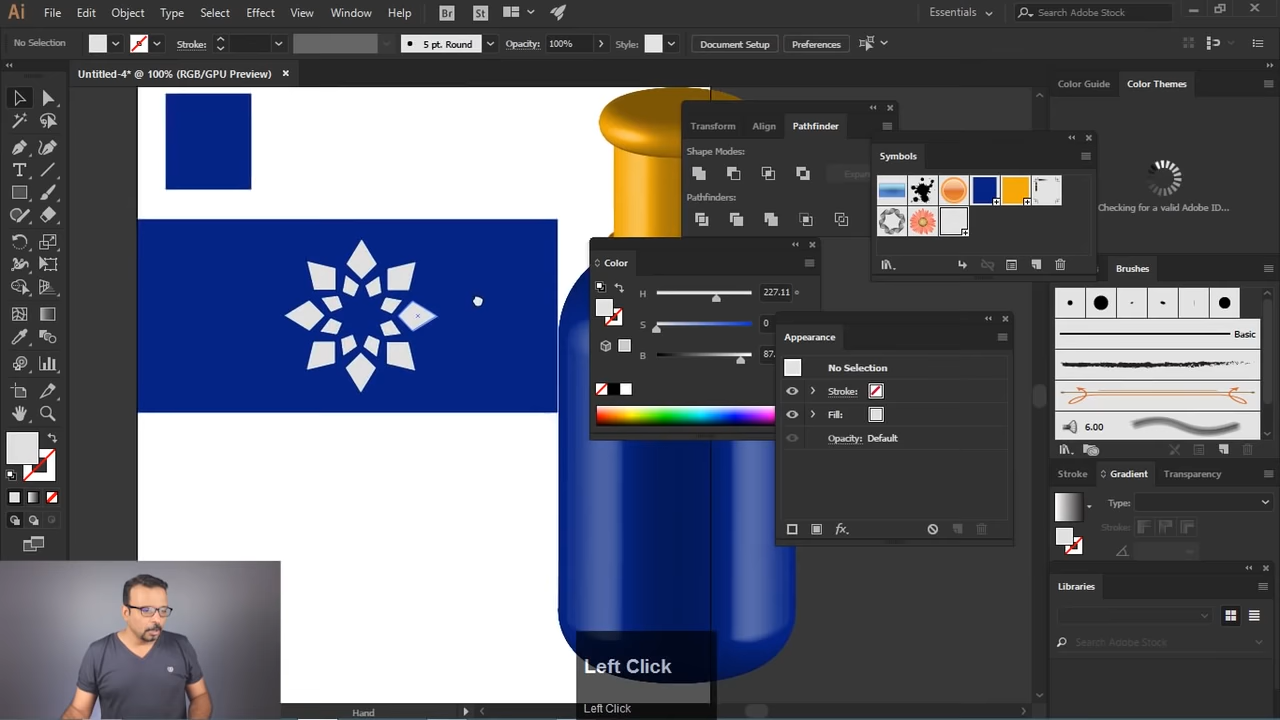 Ai File Edit Object Type Select Effect View Window Help Br St Essentials Search Adobe Stock
No Selection Stroke: 5 pt. Round Opacity: 100% Style: Document Setup Preferences
Untitled-4* @ 100% (RGB/GPU Preview)
Color Guide Color Themes
Transform Align Pathfinder
Shape Modes:
Expand
Pathfinders:
Symbols
Checking for a valid Adobe ID...
Color
H 227.11 °
S 0
B 87.
Brushes
Basic
6.00
Appearance
No Selection
Stroke:
Fill:
Opacity: Default
fx.
Stroke Gradient Transparency
Type:
Stroke:
Libraries
Search Adobe Stock
Left Click
Left Click
Hand